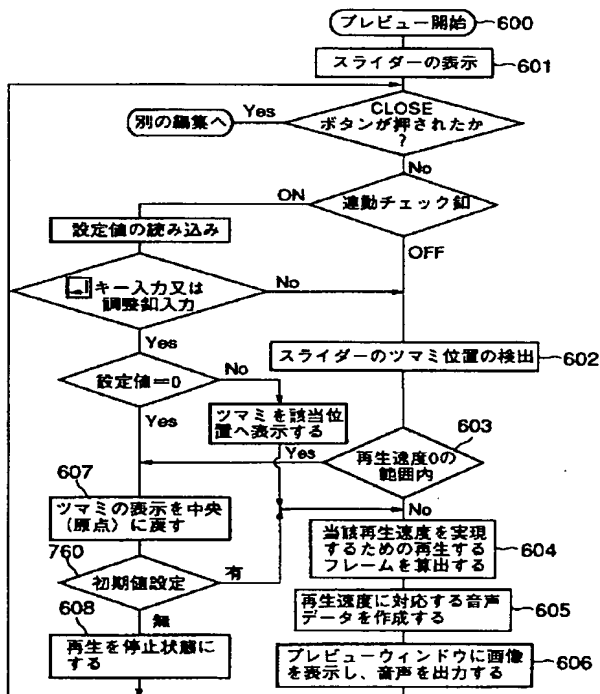 プレビュー開始
600
スライダーの表示
601
CLOSE
ボタンが押されたか
?
Yes
別の編集へ
No
連動チェック釦
ON
OFF
設定値の読み込み
キー入力又は
調整釦入力
No
Yes
スライダーのツマミ位置の検出
602
設定値=0
No
Yes
ツマミを該当位
置へ表示する
603
再生速度0の
範囲内
Yes
No
607
ツマミの表示を中央
(原点)に戻す
当該再生速度を実現
するための再生する
フレームを算出する
604
760
初期値設定
有
無
再生速度に対応する音声
データを作成する
605
608
再生を停止状態に
する
プレビューウィンドウに画像
を表示し、音声を出力する
606